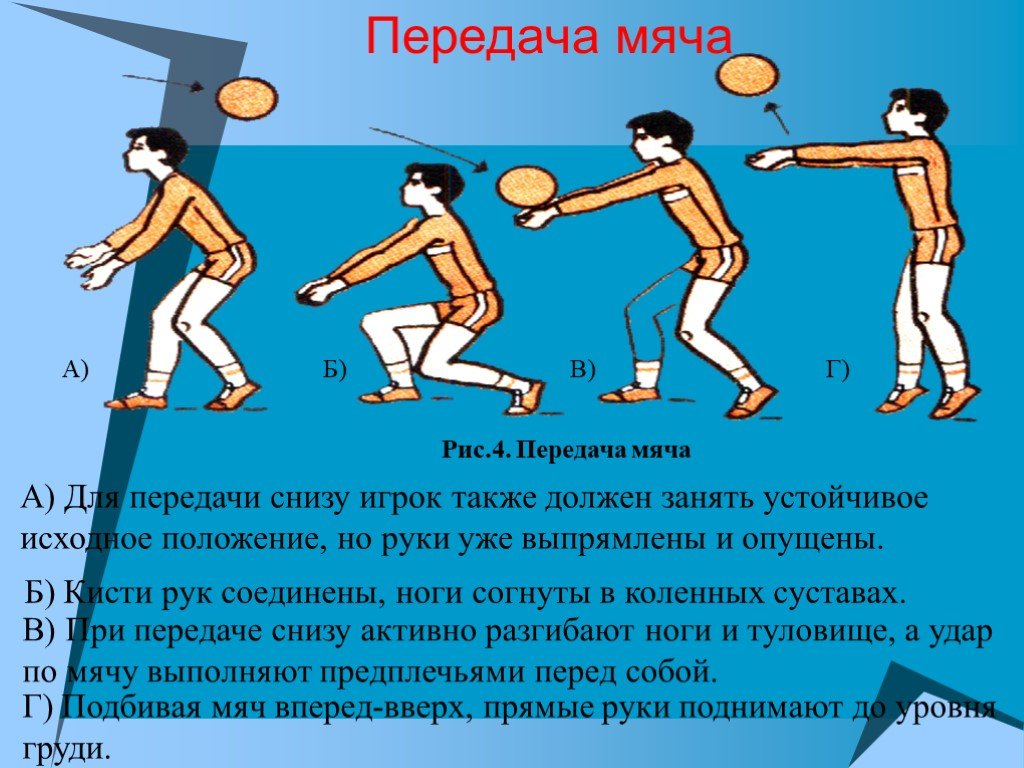 Передача мяча
А)
Б)
В)
Г)
Рис.4. Передача мяча
А) Для передачи снизу игрок также должен занять устойчивое
исходное положение, но руки уже выпрямлены и опущены.
Б) Кисти рук соединены, ноги согнуты в коленных суставах.
В) При передаче снизу активно разгибают ноги и туловище, а удар
по мячу выполняют предплечьями перед собой.
Г) Подбивая мяч вперед-вверх, прямые руки поднимают до уровня
груди.